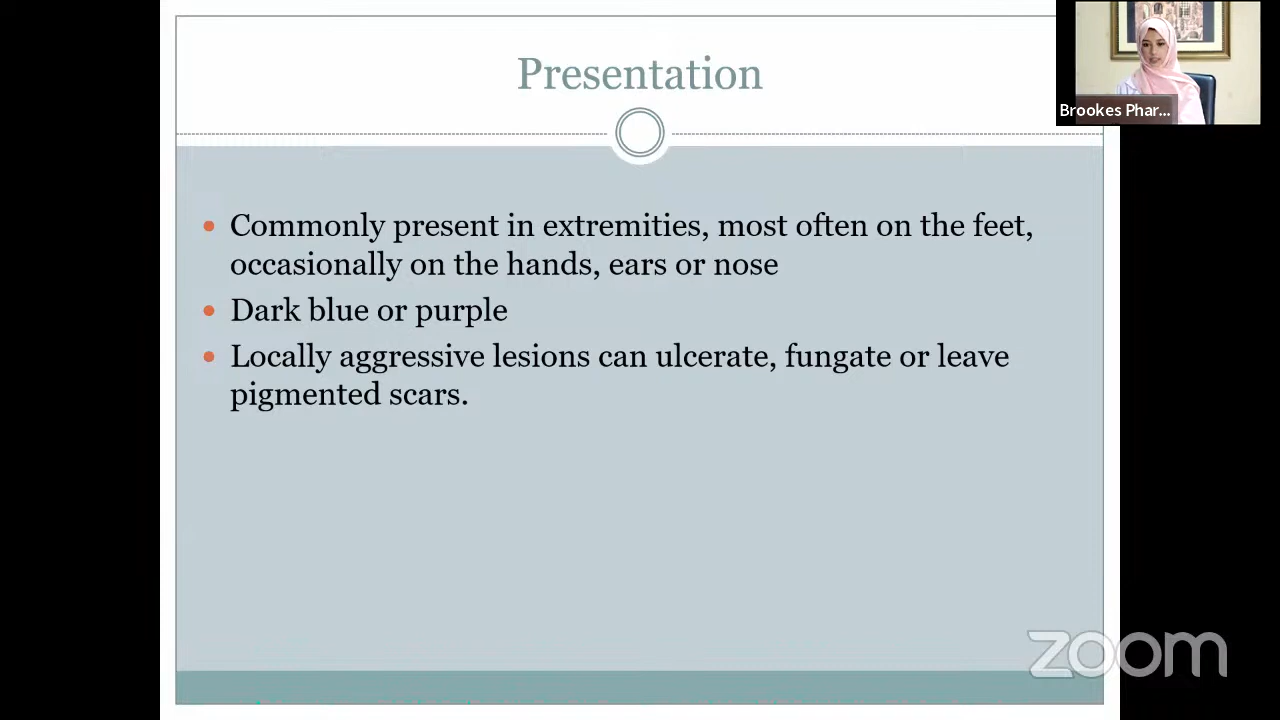 Presentation
Brookes Phar...
Commonly present in extremities, most often on the feet,
occasionally on the hands, ears or nose
Dark blue or purple
Locally aggressive lesions can ulcerate, fungate or leave
pigmented scars.
zoom